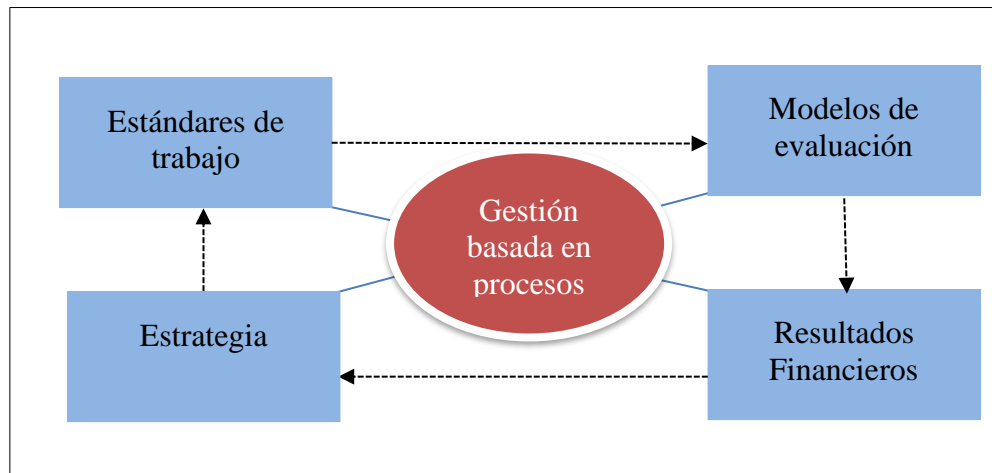 Estándares de
trabajo
Modelos de
evaluación
Gestión
basada en
procesos
Estrategia
Resultados
Financieros